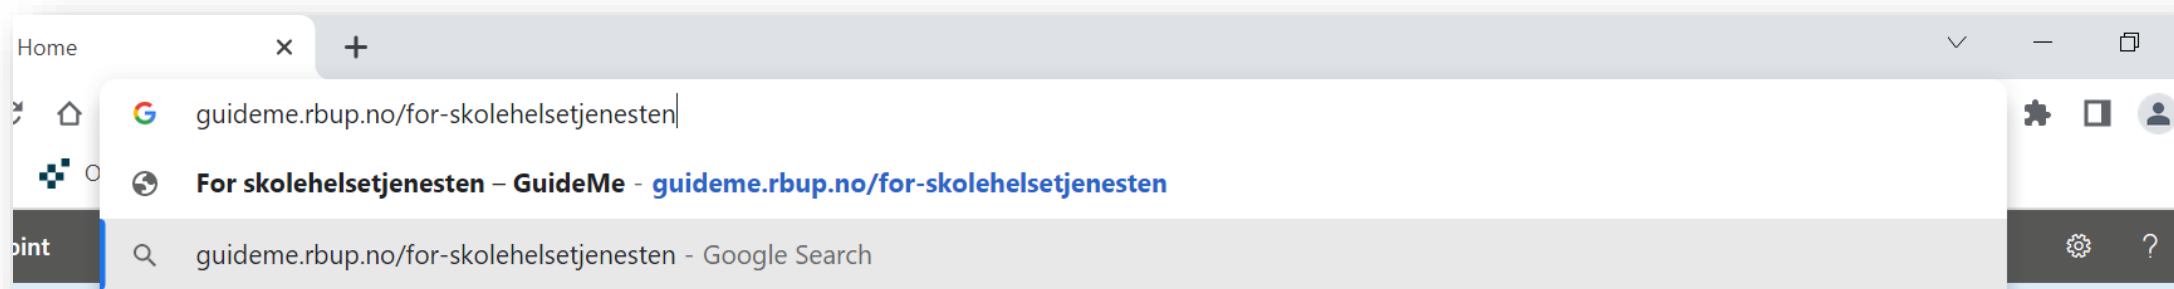 Home
guideme.rbup.no/for-skolehelsetjenesten
For skolehelsetjenesten – GuideMe - guideme.rbup.no/for-skolehelsetjenesten
guideme.rbup.no/for-skolehelsetjenesten - Google Search